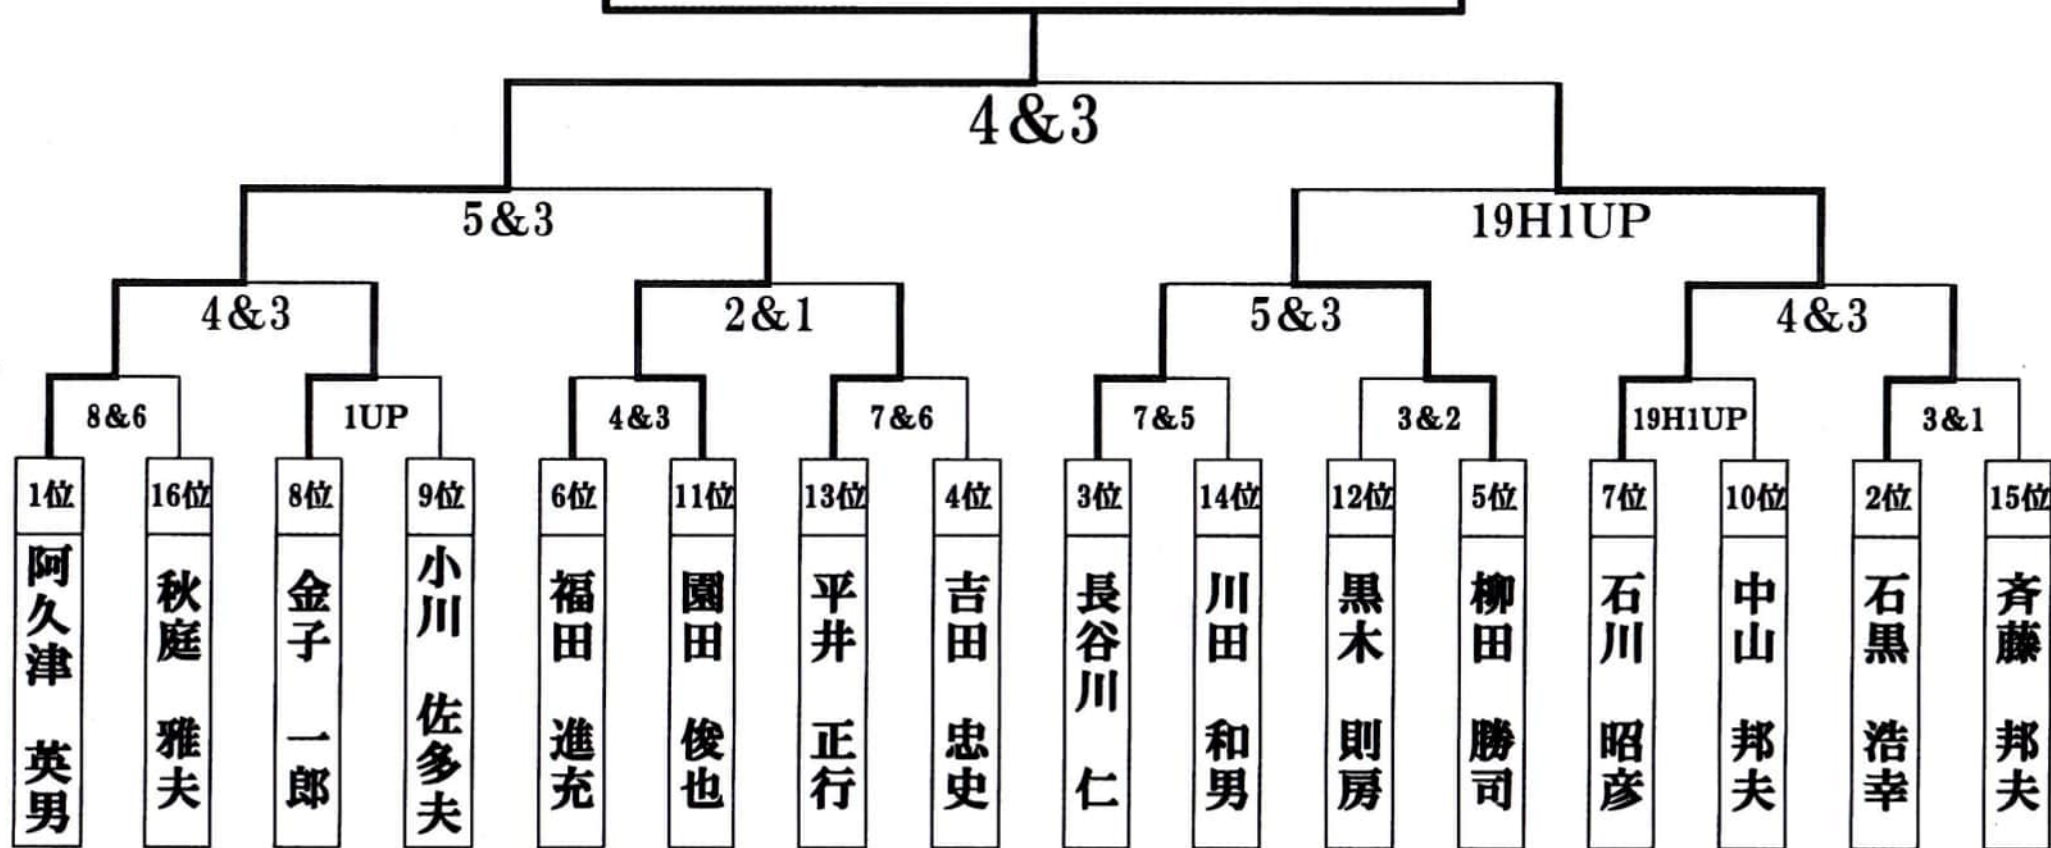 4&3
5&3
19H1UP
4&3
2&1
5&3
4&3
8&6
1UP
4&3
7&6
7&5
3&2
19H1UP
3&1
1位
16位
8位
9位
6位
11位
13位
4位
3位
14位
12位
5位
7位
10位
2位
15位
阿久津 英男
秋庭 雅夫
金子 一郎
小川 佐多夫
福田 進充
園田 俊也
平井 正行
吉田 忠史
長谷川 仁
川田 和男
黒木 則房
柳田 勝司
石川 昭彦
中山 邦夫
石黒 浩幸
斉藤 邦夫